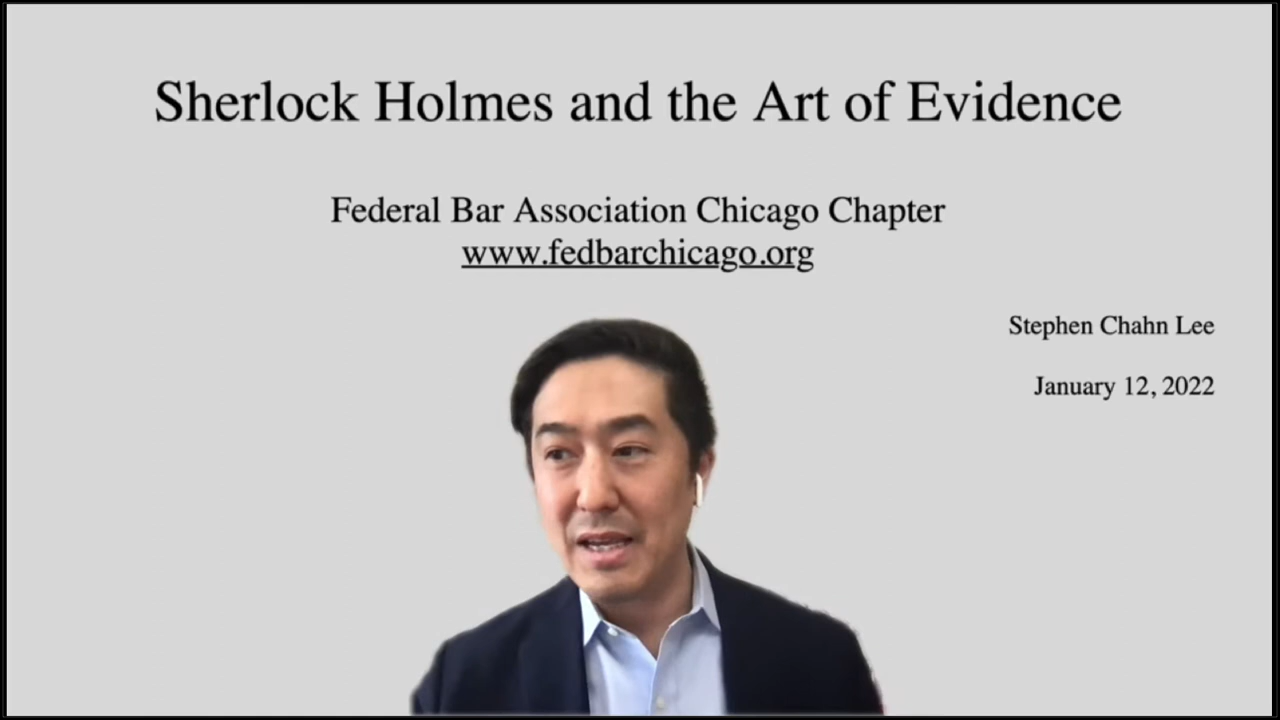 Sherlock Holmes and the Art of Evidence
Federal Bar Association Chicago Chapter
www.fedbarchicago.org
Stephen Chahn Lee
January 12, 2022